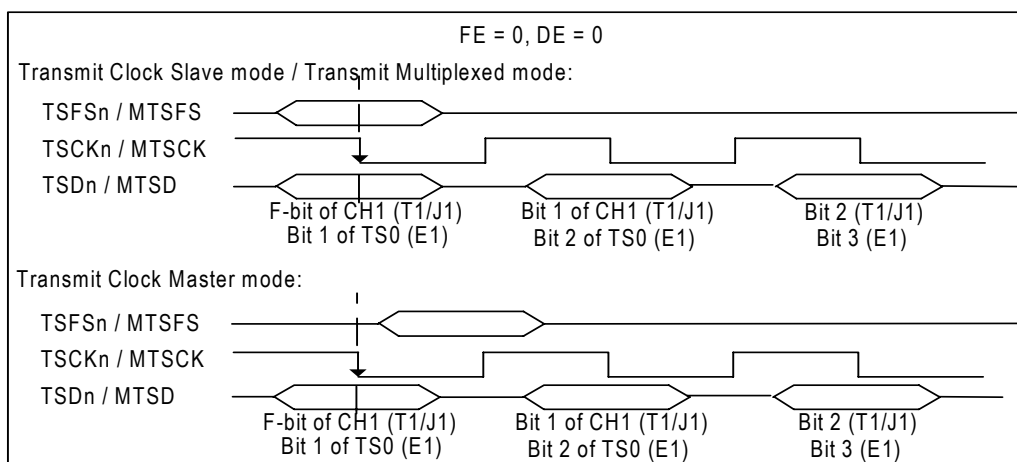 FE = 0, DE = 0
Transmit Clock Slave mode / Transmit Multiplexed mode:
TSFSn / MTSFS
TSCKn / MTSCK
TSDn / MTSD
F-bit of CH1 (T1/J1) Bit 1 of CH1 (T1/J1) Bit 2 (T1/J1)
Bit 1 of TS0 (E1) Bit 2 of TS0 (E1) Bit 3 (E1)
Transmit Clock Master mode:
TSFSn / MTSFS
TSCKn / MTSCK
TSDn / MTSD
F-bit of CH1 (T1/J1) Bit 1 of CH1 (T1/J1) Bit 2 (T1/J1)
Bit 1 of TS0 (E1) Bit 2 of TS0 (E1) Bit 3 (E1)